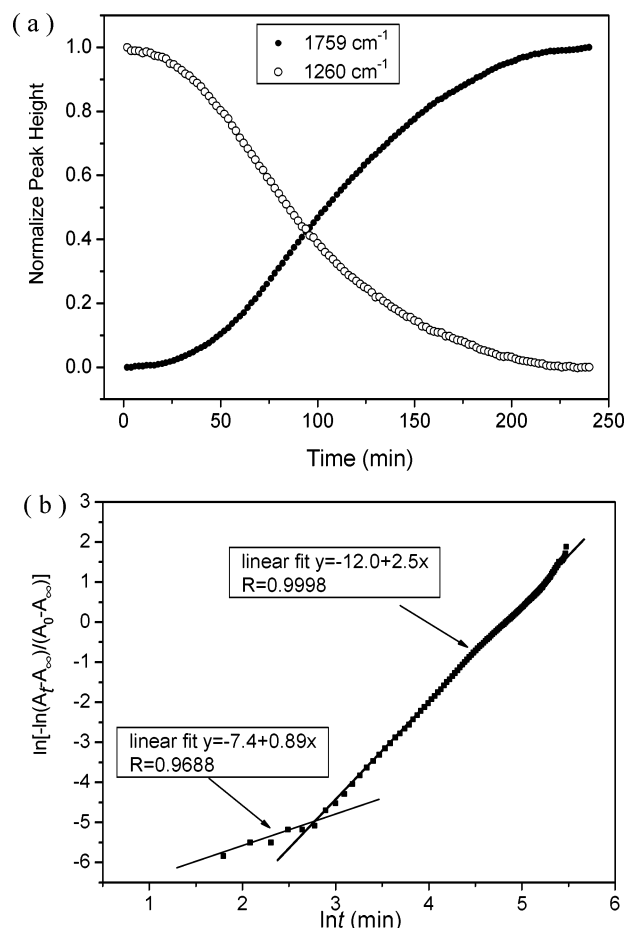 ( a )
1.0
0.8
0.6
0.4
0.2
0.0
Normalize Peak Height
1759 cm⁻¹
1260 cm⁻¹
0 50 100 150 200 250
Time (min)
( b )
3
2
1
0
-1
-2
-3
-4
-5
-6
ln[-ln(Aₜ-A∞)/(A₀-A∞)]
linear fit y=-12.0+2.5x
R=0.9998
linear fit y=-7.4+0.89x
R=0.9688
1 2 3 4 5 6
lnt (min)